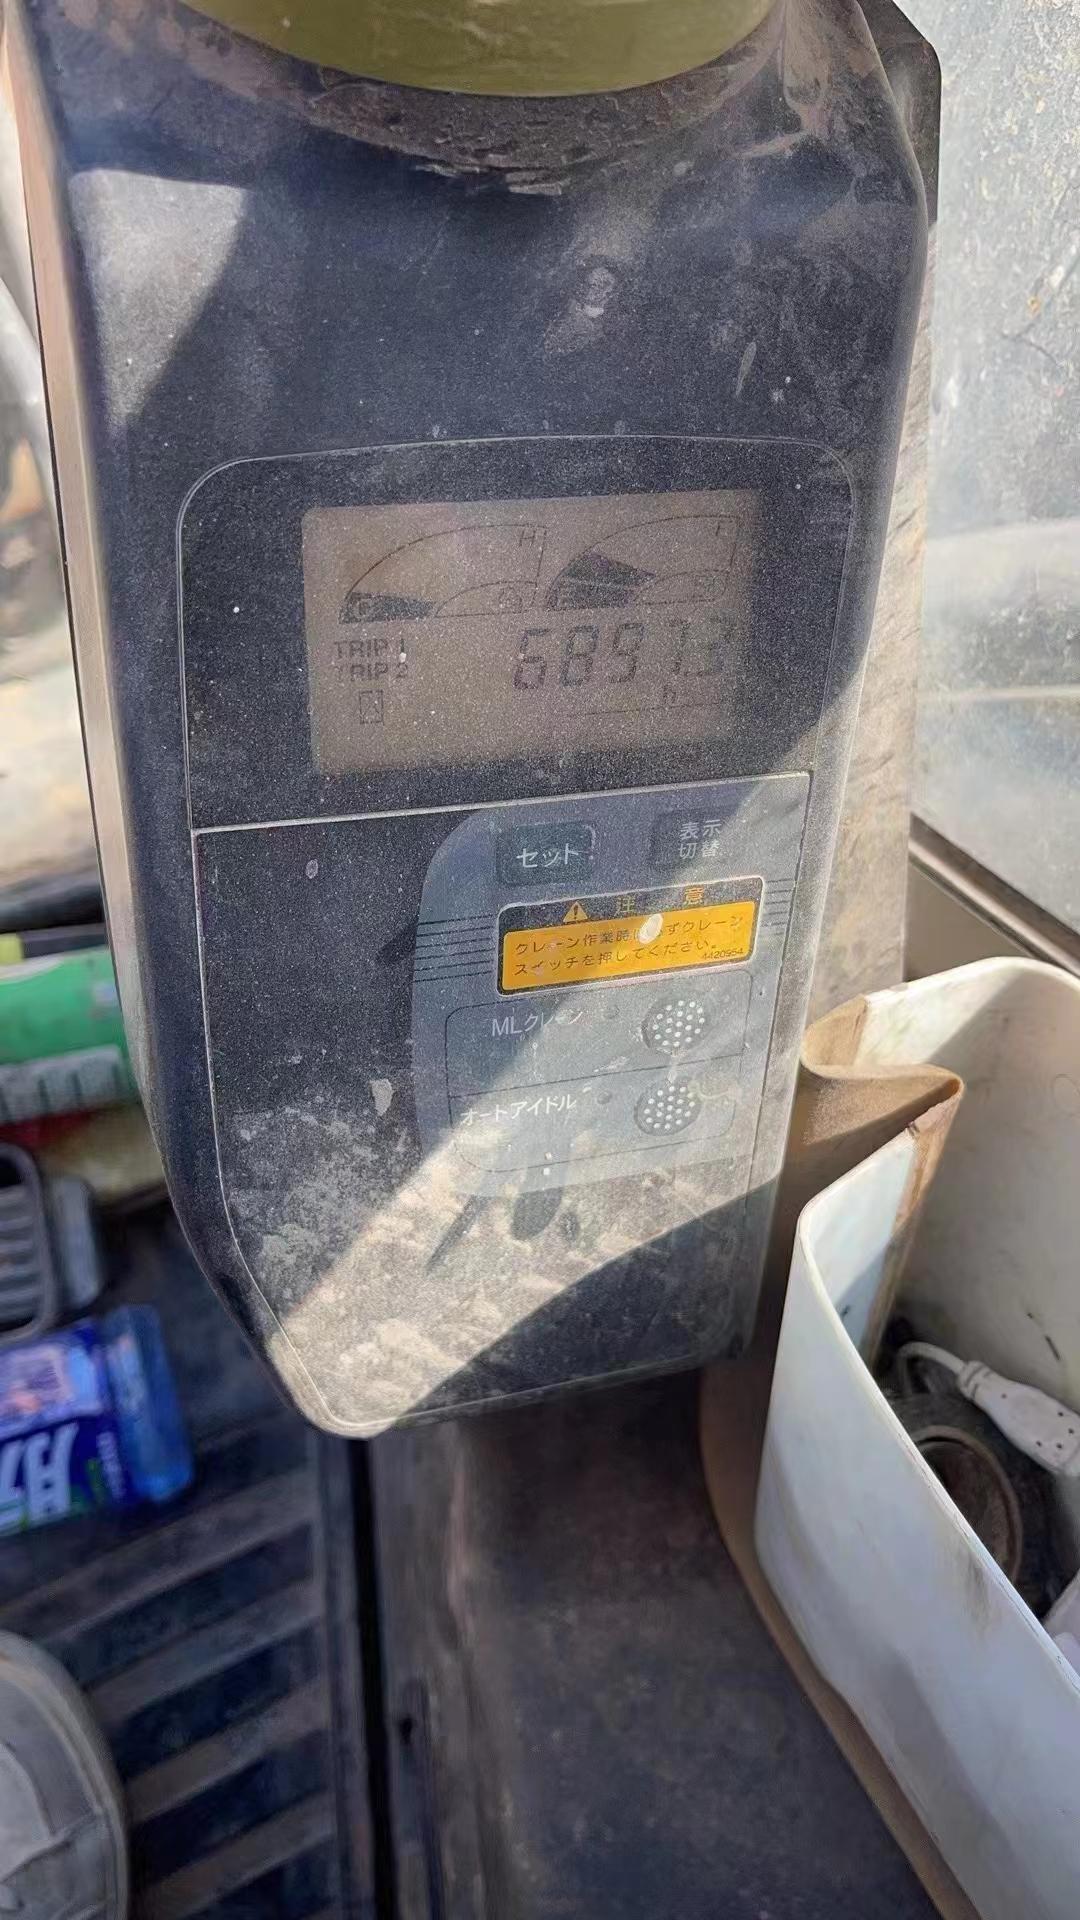 H
TRIP 1
TRIP 2
6897.3
h
セット
表示
切替
注 意
クレーン作業時は必ずクレーン
スイッチを押してください。
4420954
MLクレーン
オートアイドル